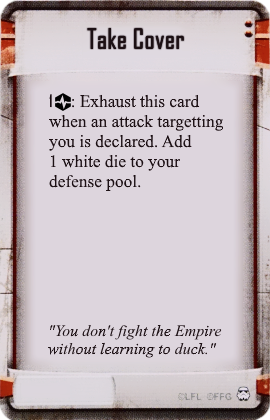 Take Cover
1: Exhaust this card
when an attack targetting
you is declared. Add
1 white die to your
defense pool.
"You don't fight the Empire
without learning to duck."
©LFL ©FFG